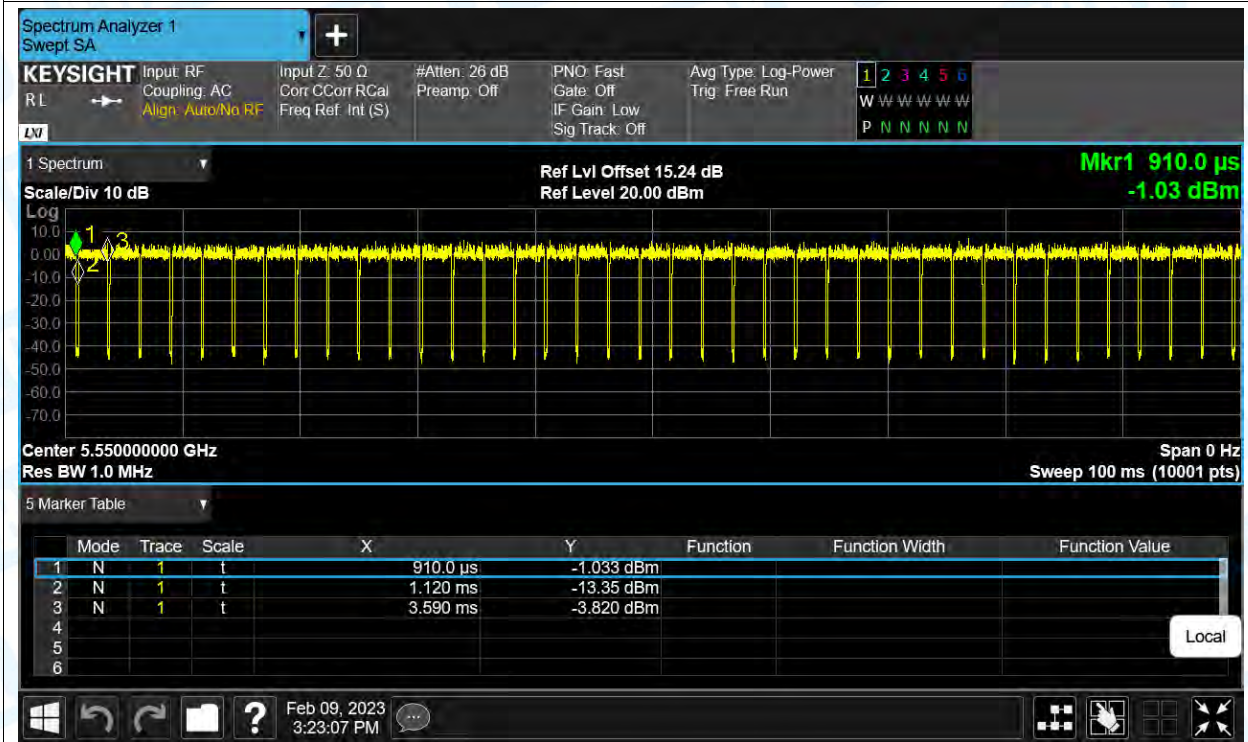 Spectrum Analyzer 1
Swept SA
+
KEYSIGHT Input: RF Input Z: 50 Ω #Atten: 26 dB PNO: Fast Avg Type: Log-Power 1 2 3 4 5 6
RL Coupling: AC Corr CCorr RCal Preamp: Off Gate: Off Trig: Free Run W W W W W W
Align: Auto/No RF Freq Ref: Int (S) IF Gain: Low P N N N N N
LXI Sig Track: Off
1 Spectrum Ref Lvl Offset 15.24 dB Mkr1 910.0 µs
Scale/Div 10 dB Ref Level 20.00 dBm -1.03 dBm
Log
10.0 1 3
0.00
-10.0 2
-20.0
-30.0
-40.0
-50.0
-60.0
-70.0
Center 5.550000000 GHz Span 0 Hz
Res BW 1.0 MHz Sweep 100 ms (10001 pts)
5 Marker Table
Mode Trace Scale X Y Function Function Width Function Value
1 N 1 t 910.0 µs -1.033 dBm
2 N 1 t 1.120 ms -13.35 dBm
3 N 1 t 3.590 ms -3.820 dBm
4
5
6
Local
? Feb 09, 2023
3:23:07 PM